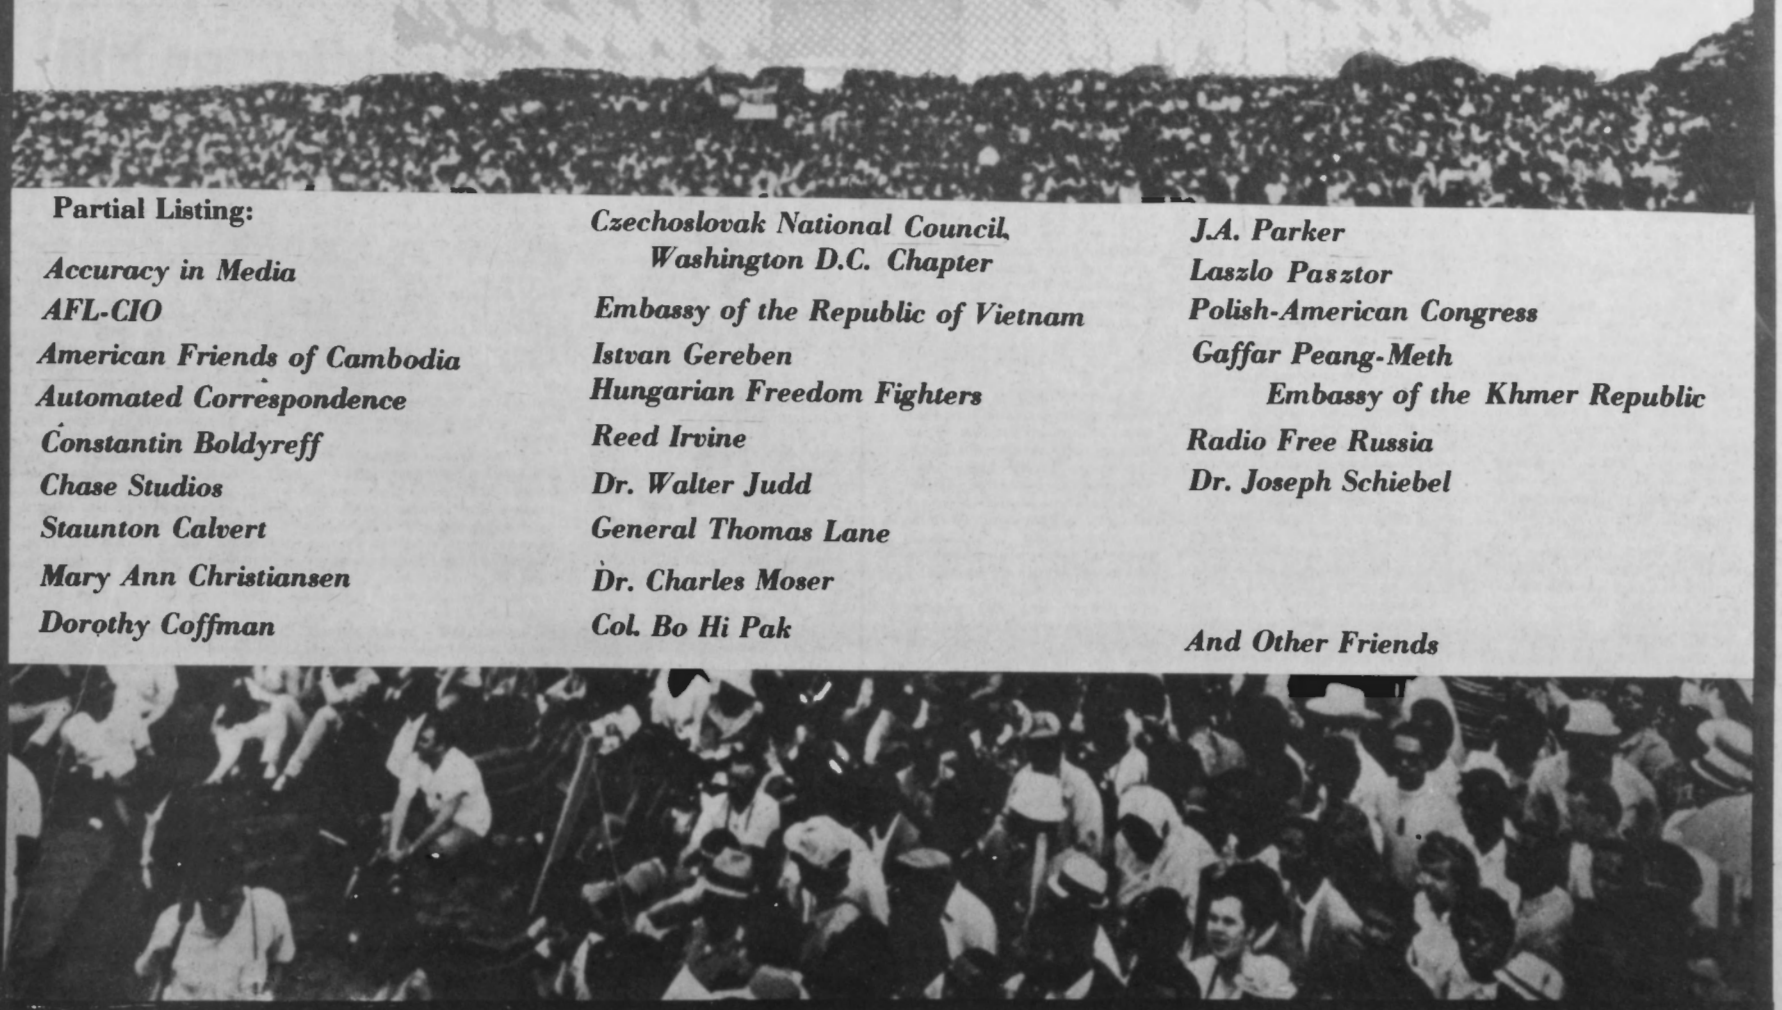 Partial Listing:
Accuracy in Media
AFL-CIO
American Friends of Cambodia
Automated Correspondence
Constantin Boldyreff
Chase Studios
Staunton Calvert
Mary Ann Christiansen
Dorothy Coffman
Czechoslovak National Council,
Washington D.C. Chapter
Embassy of the Republic of Vietnam
Istvan Gereben
Hungarian Freedom Fighters
Reed Irvine
Dr. Walter Judd
General Thomas Lane
Dr. Charles Moser
Col. Bo Hi Pak
J.A. Parker
Laszlo Pasztor
Polish-American Congress
Gaffar Peang-Meth
Embassy of the Khmer Republic
Radio Free Russia
Dr. Joseph Schiebel
And Other Friends